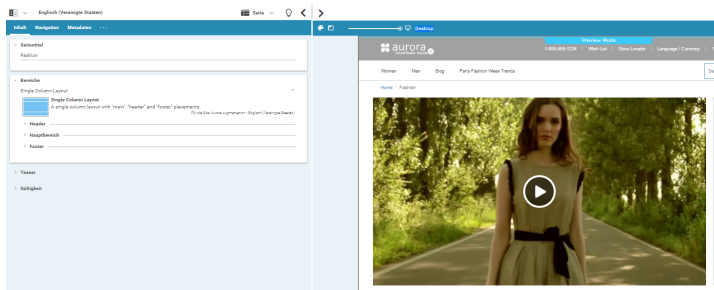 Englisch (Vereinigte Staaten)
Seite
Inhalt Navigation Metadaten ...
Desktop
Seitentitel
Fashion
Bereiche
Single Column Layout
Single Column Layout
A single column layout with "main", "header" and "footer" placements.
Für die Site: Aurora Augmentation - Englisch (Vereinigte Staaten)
Header
Hauptbereich
Footer
Teaser
Gültigkeit
Preview Mode
aurora
1-800-555-1234 Wish List Store Locator Language / Currency
Women Men Blog Paris Fashion Week Trends
Se
Home Fashion